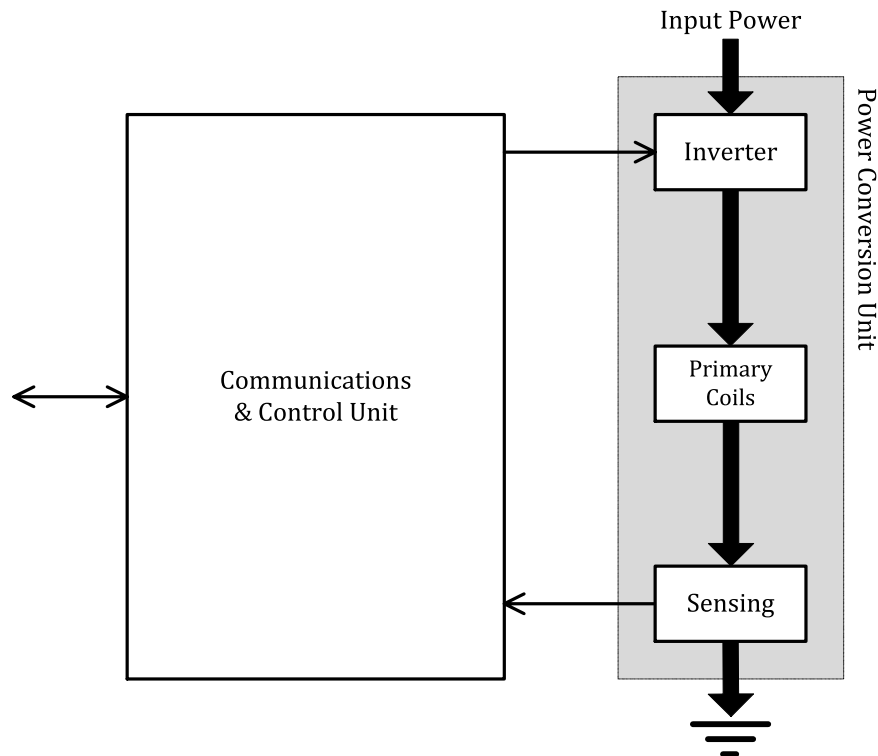 Input Power
Inverter
Power Conversion Unit
Primary
Coils
Communications
& Control Unit
Sensing